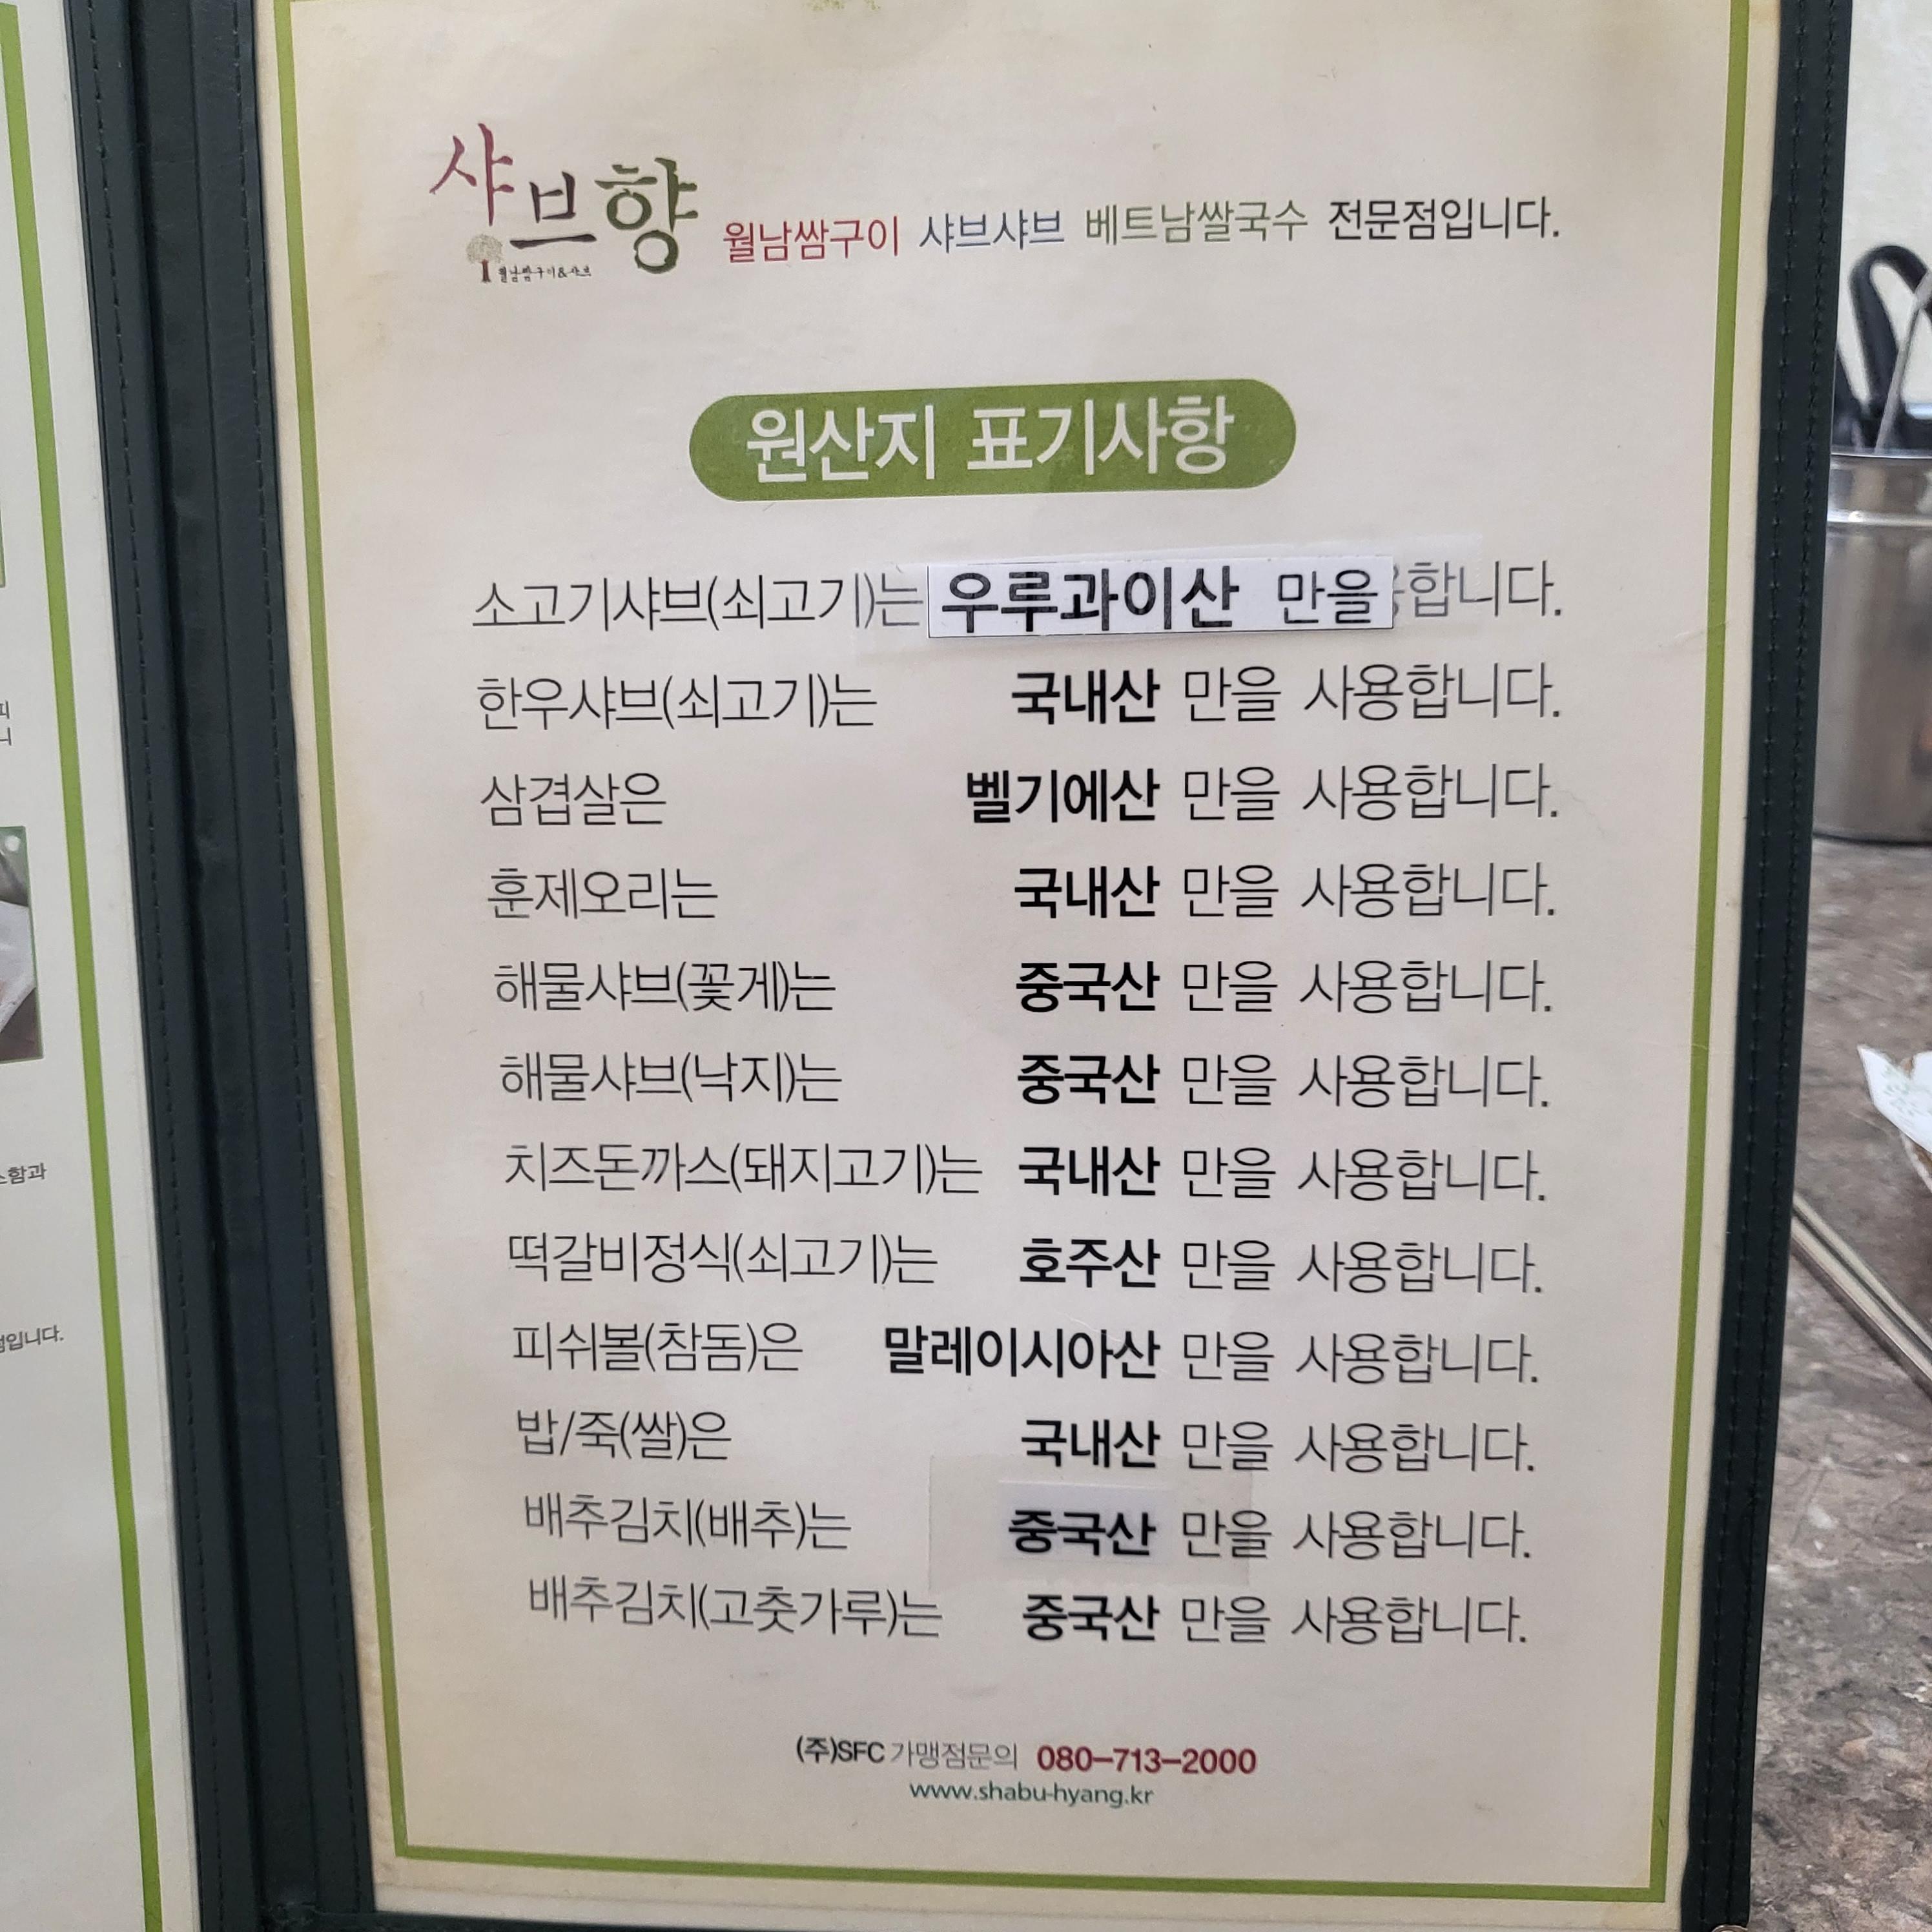 샤브향
월남쌈구이&샤브
월남쌈구이 샤브샤브 베트남쌀국수 전문점입니다.
원산지 표기사항
소고기샤브(쇠고기)는 우루과이산 만을 합니다.
한우샤브(쇠고기)는 국내산 만을 사용합니다.
삼겹살은 벨기에산 만을 사용합니다.
훈제오리는 국내산 만을 사용합니다.
해물샤브(꽃게)는 중국산 만을 사용합니다.
해물샤브(낙지)는 중국산 만을 사용합니다.
치즈돈까스(돼지고기)는 국내산 만을 사용합니다.
떡갈비정식(쇠고기)는 호주산 만을 사용합니다.
피쉬볼(참돔)은 말레이시아산 만을 사용합니다.
밥/죽(쌀)은 국내산 만을 사용합니다.
배추김치(배추)는 중국산 만을 사용합니다.
배추김치(고춧가루)는 중국산 만을 사용합니다.
(주)SFC 가맹점문의 080-713-2000
www.shabu-hyang.kr